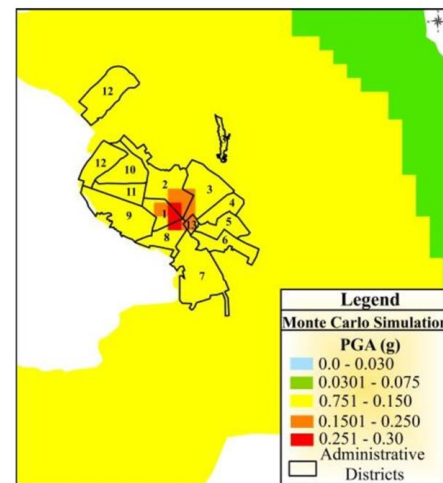 12
12
10
2
3
11
4
1
9
13
5
8
6
7
Legend
Monte Carlo Simulation
PGA (g)
0.0 - 0.030
0.0301 - 0.075
0.751 - 0.150
0.1501 - 0.250
0.251 - 0.30
Administrative
Districts